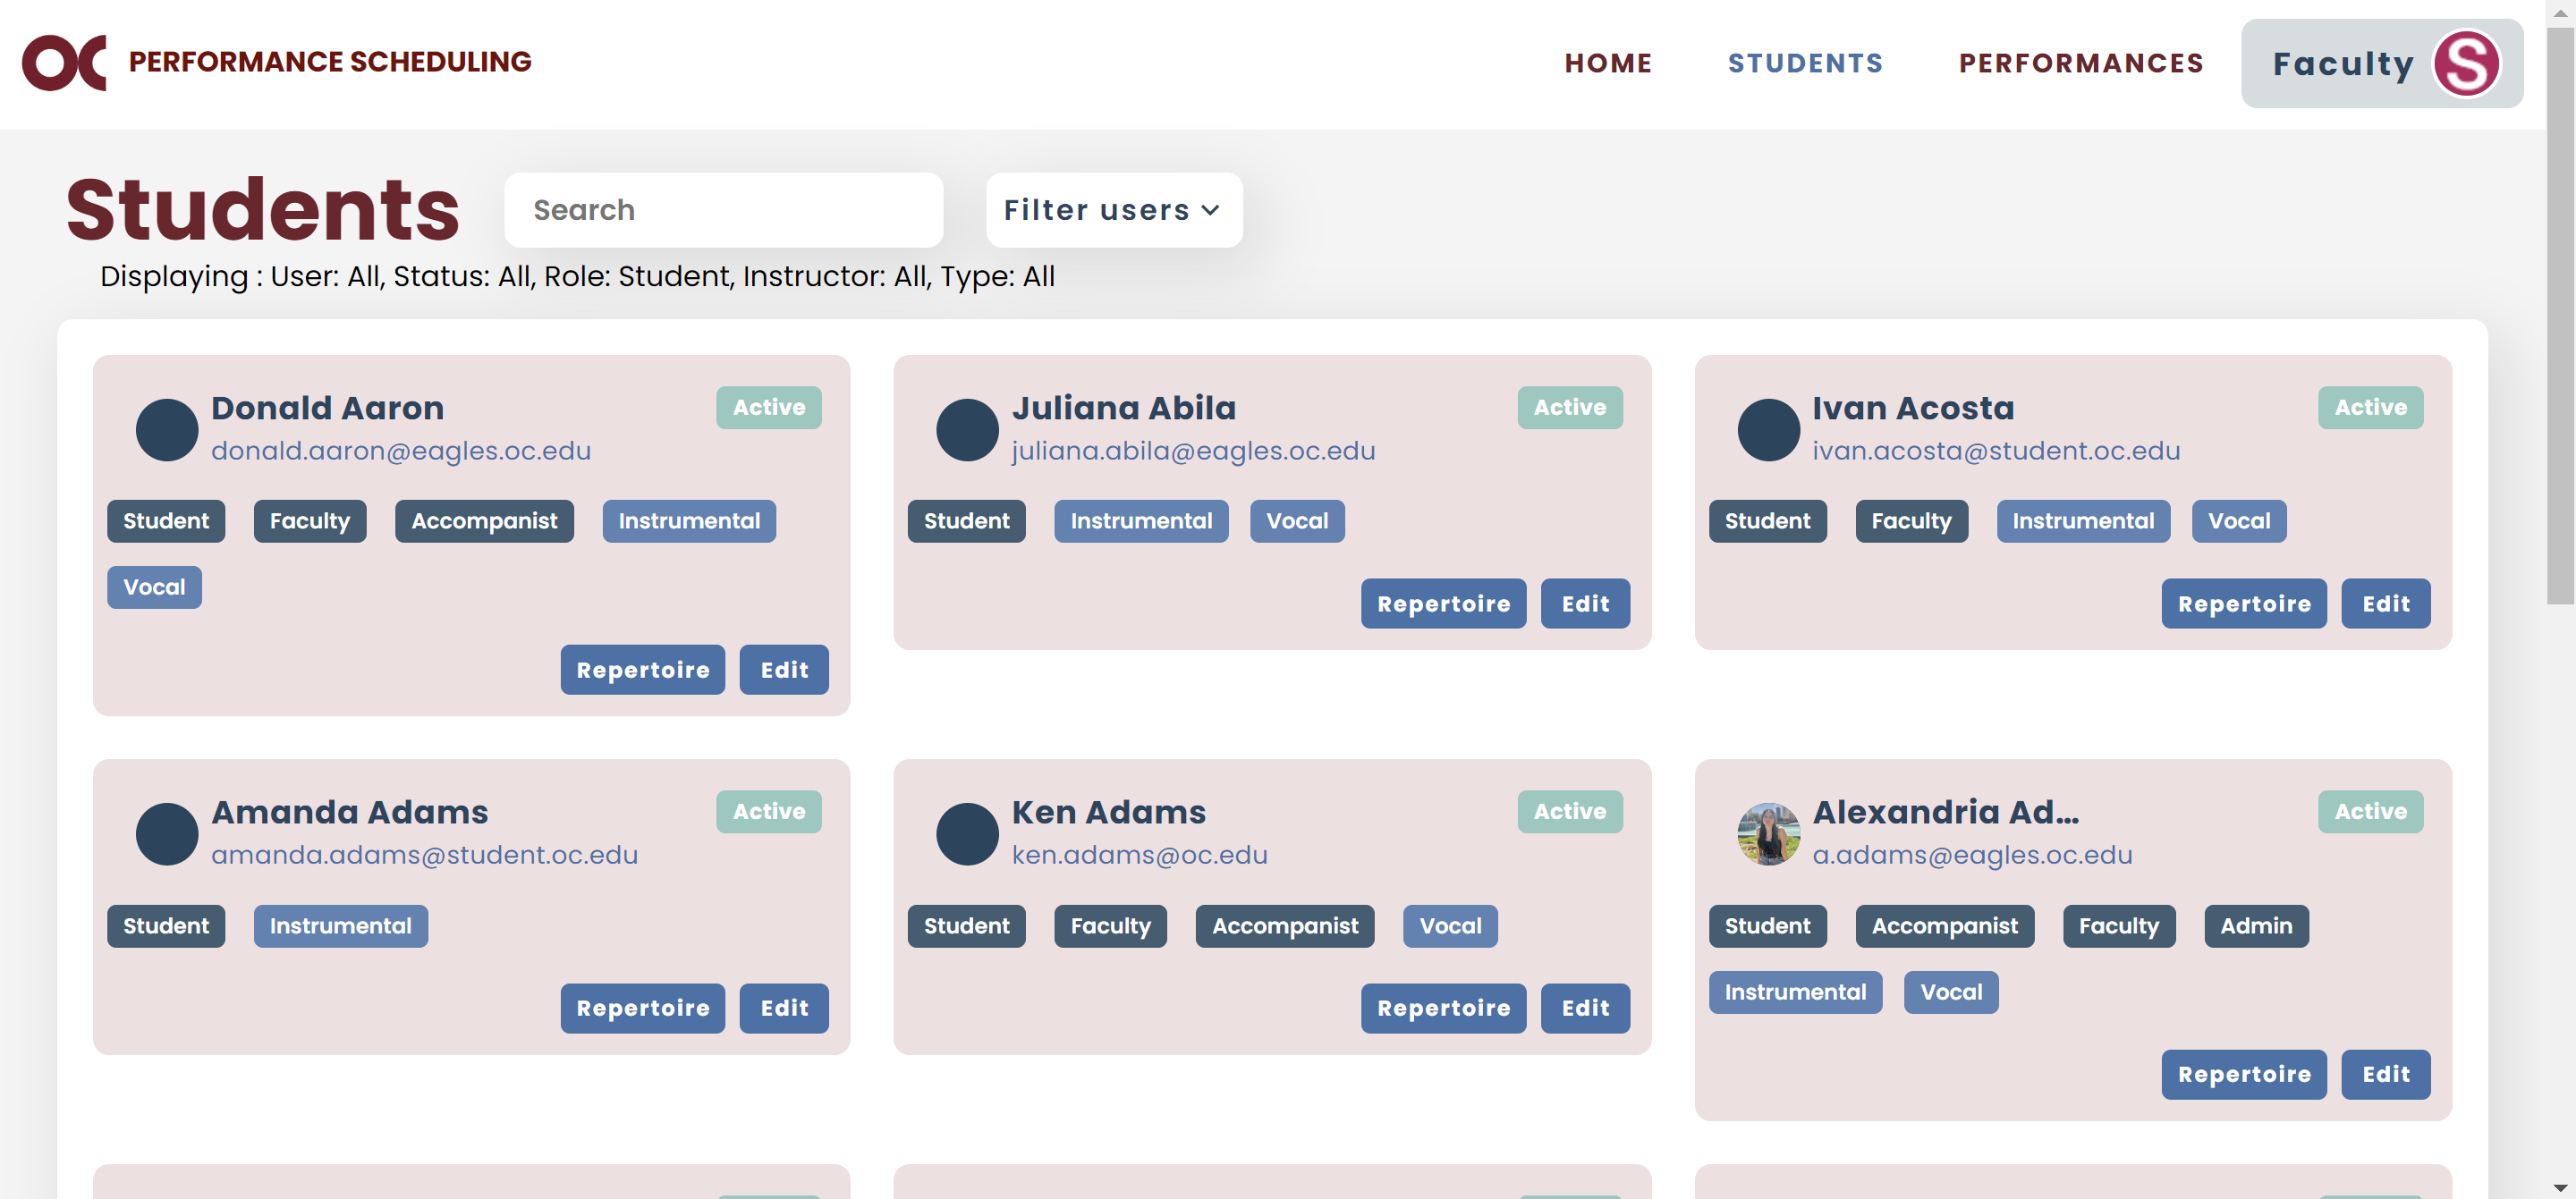 OC PERFORMANCE SCHEDULING
HOME STUDENTS PERFORMANCES Faculty S
Students Search Filter users
Displaying : User: All, Status: All, Role: Student, Instructor: All, Type: All
Donald Aaron Active
donald.aaron@eagles.oc.edu
Student Faculty Accompanist Instrumental
Vocal
Repertoire Edit
Juliana Abila Active
juliana.abila@eagles.oc.edu
Student Instrumental Vocal
Repertoire Edit
Ivan Acosta Active
ivan.acosta@student.oc.edu
Student Faculty Instrumental Vocal
Repertoire Edit
Amanda Adams Active
amanda.adams@student.oc.edu
Student Instrumental
Repertoire Edit
Ken Adams Active
ken.adams@oc.edu
Student Faculty Accompanist Vocal
Repertoire Edit
Alexandria Ad... Active
a.adams@eagles.oc.edu
Student Accompanist Faculty Admin
Instrumental Vocal
Repertoire Edit